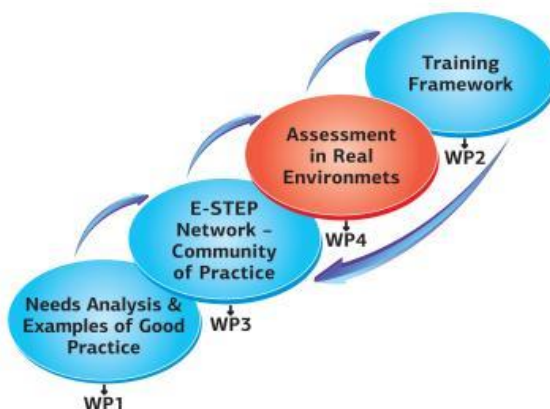 Training
Framework
WP2
Assessment
in Real
Environmets
WP4
E-STEP
Network –
Community
of Practice
WP3
Needs Analysis &
Examples of Good
Practice
WP1